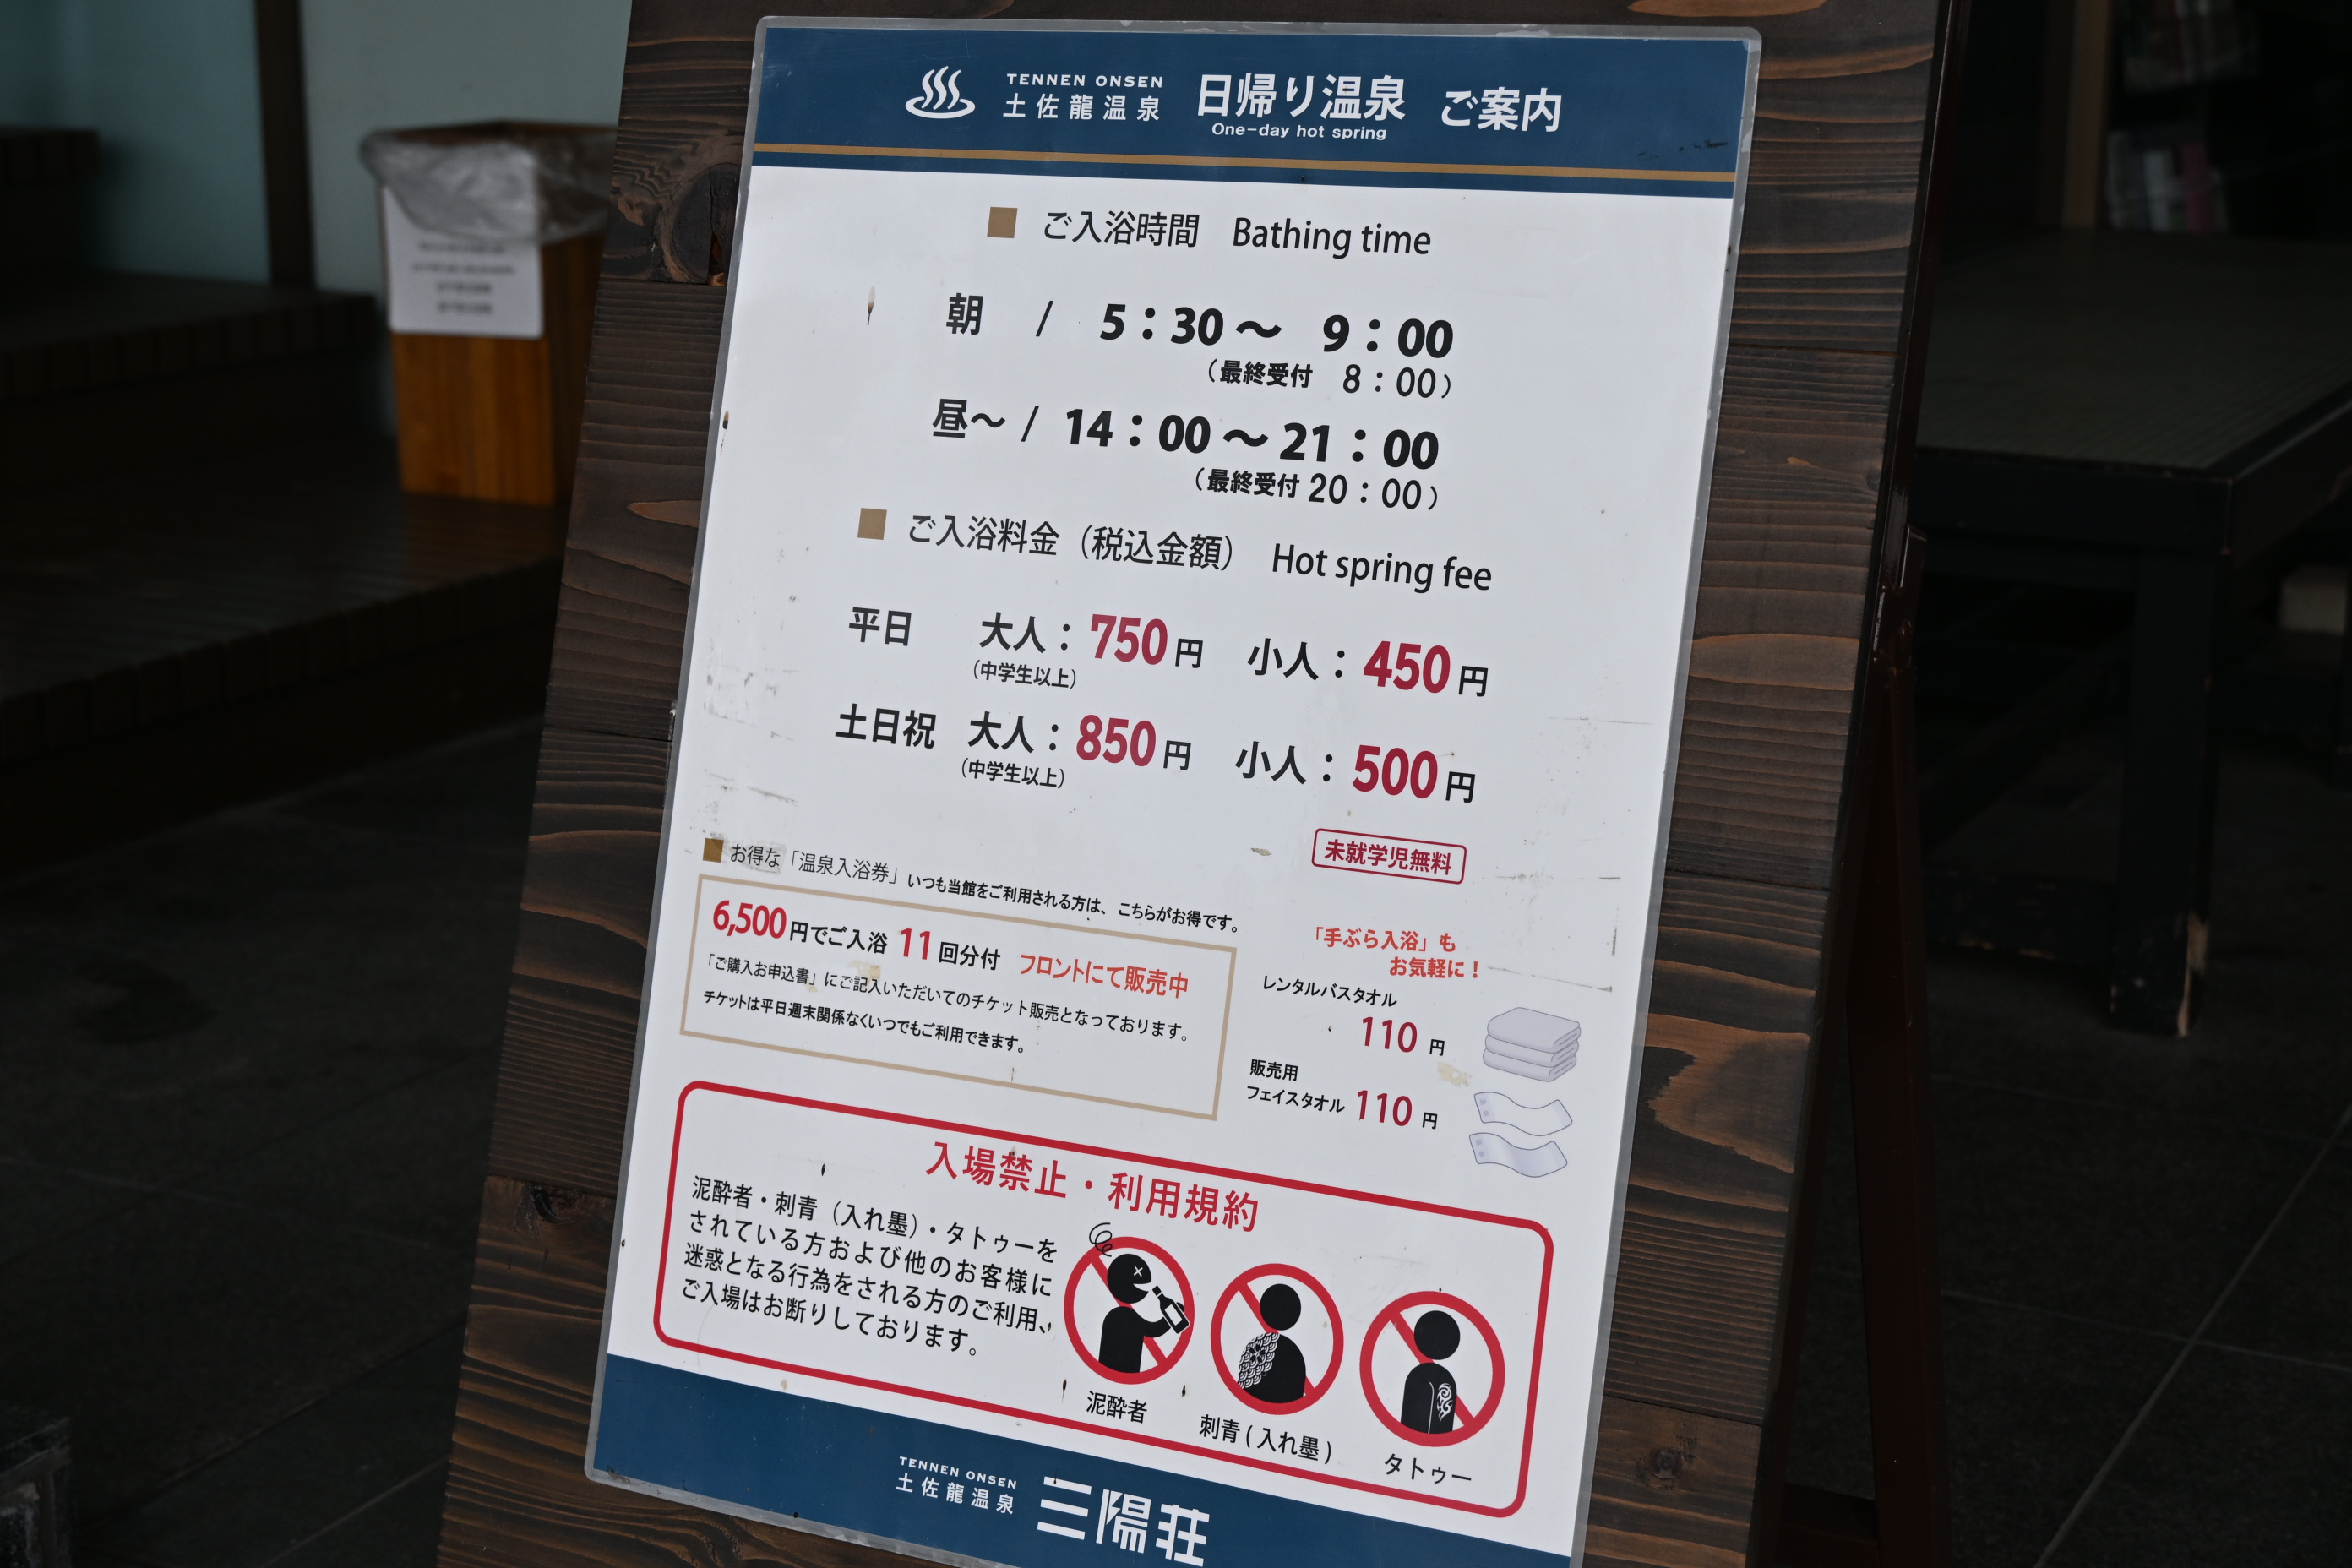 TENNEN ONSEN
土佐龍温泉
日帰り温泉 ご案内
One-day hot spring
■ ご入浴時間 Bathing time
朝 / 5:30～ 9:00
（最終受付 8:00）
昼～ / 14:00～21:00
（最終受付 20:00）
■ ご入浴料金（税込金額） Hot spring fee
平日 大人：750円 小人：450円
（中学生以上）
土日祝 大人：850円 小人：500円
（中学生以上）
未就学児無料
■ お得な「温泉入浴券」いつも当館をご利用される方は、こちらがお得です。
6,500円でご入浴 11回分付 フロントにて販売中
「ご購入お申込書」にご記入いただいてのチケット販売となっております。
チケットは平日週末関係なくいつでもご利用できます。
「手ぶら入浴」も
お気軽に！
レンタルバスタオル
110円
販売用
フェイスタオル 110円
入場禁止・利用規約
泥酔者・刺青（入れ墨）・タトゥーを
されている方および他のお客様に
迷惑となる行為をされる方のご利用、
ご入場はお断りしております。
泥酔者
刺青(入れ墨)
タトゥー
TENNEN ONSEN
土佐龍温泉
三陽荘